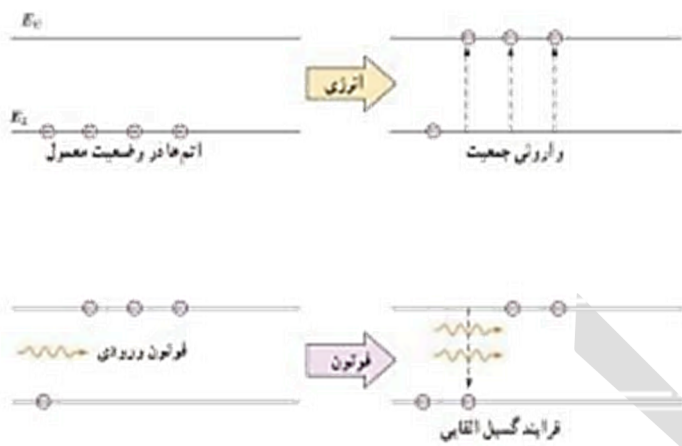 E_U
انرژی
E_L
اتم‌ها در وضعیت معمول
وارونی جمعیت
فوتون ورودی
فوتون
فرایند گسیل القایی